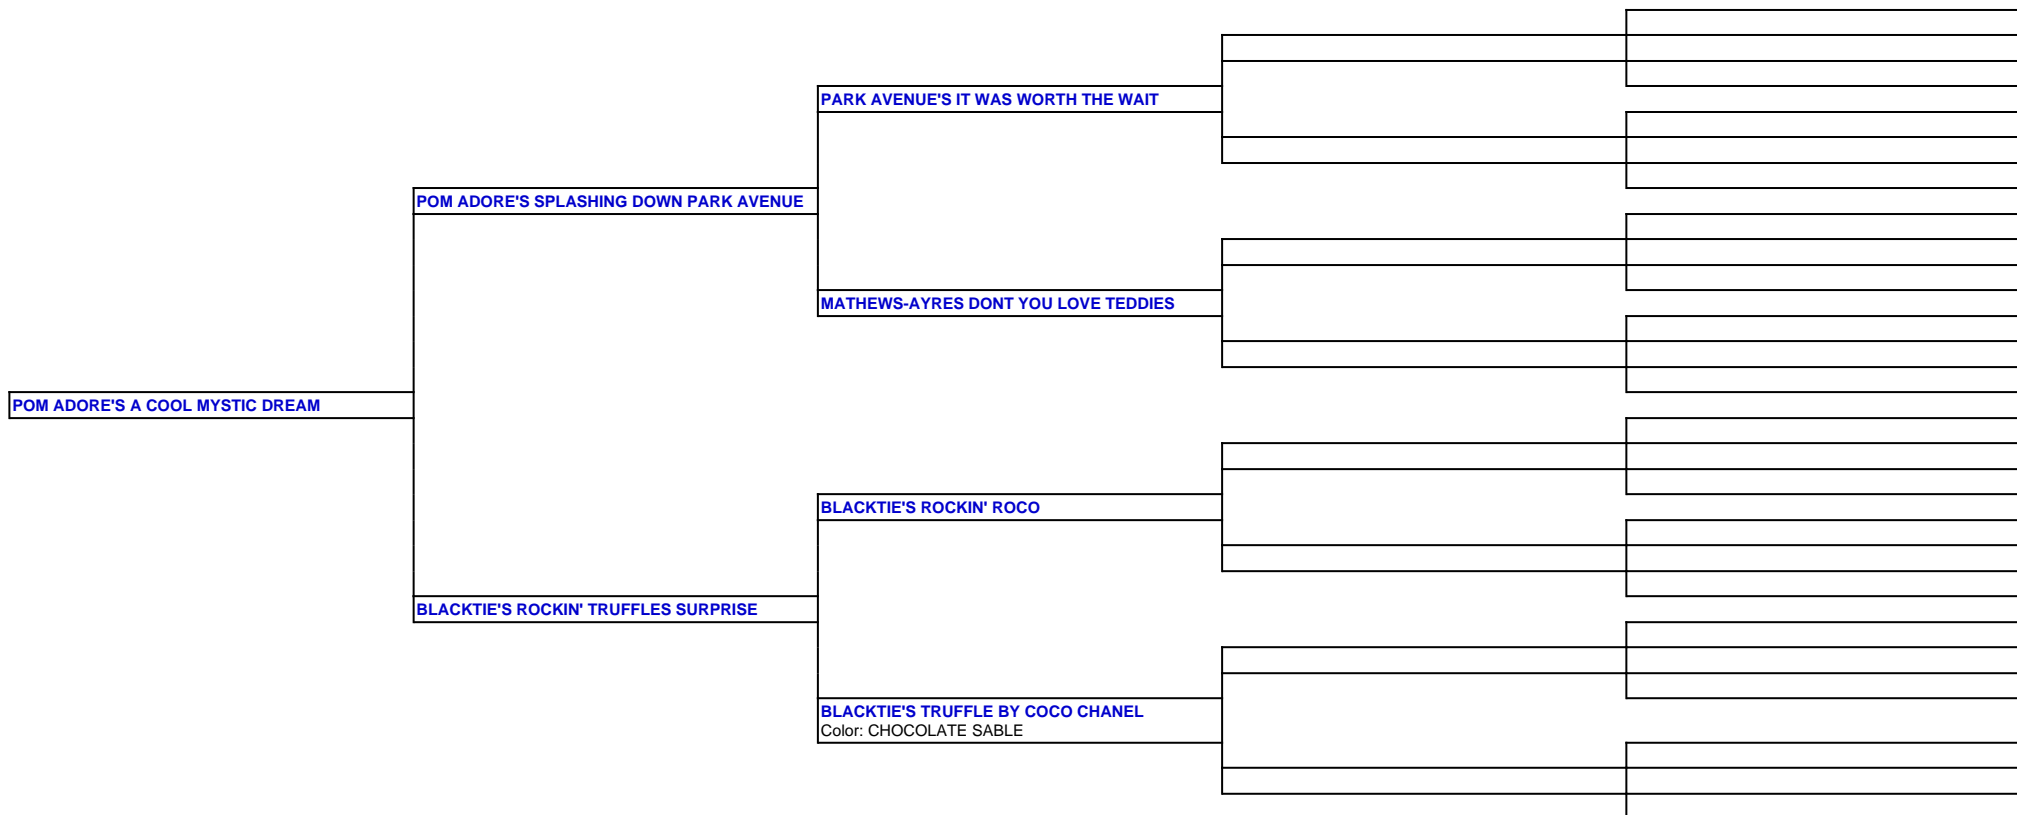 PARK AVENUE'S IT WAS WORTH THE WAIT
POM ADORE'S SPLASHING DOWN PARK AVENUE
MATHEWS-AYRES DONT YOU LOVE TEDDIES
POM ADORE'S A COOL MYSTIC DREAM
BLACKTIE'S ROCKIN' ROCO
BLACKTIE'S ROCKIN' TRUFFLES SURPRISE
BLACKTIE'S TRUFFLE BY COCO CHANEL
Color: CHOCOLATE SABLE